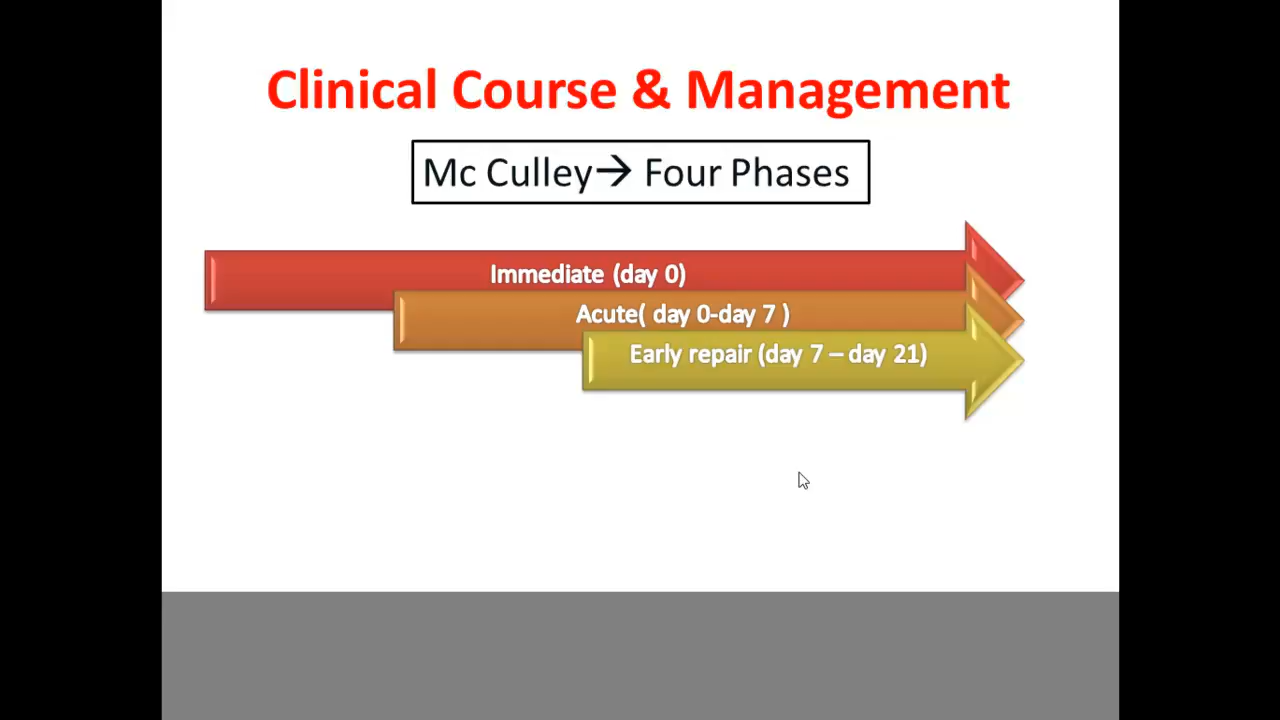 Clinical Course & Management
Mc Culley→ Four Phases
Immediate (day 0)
Acute( day 0-day 7 )
Early repair (day 7 – day 21)